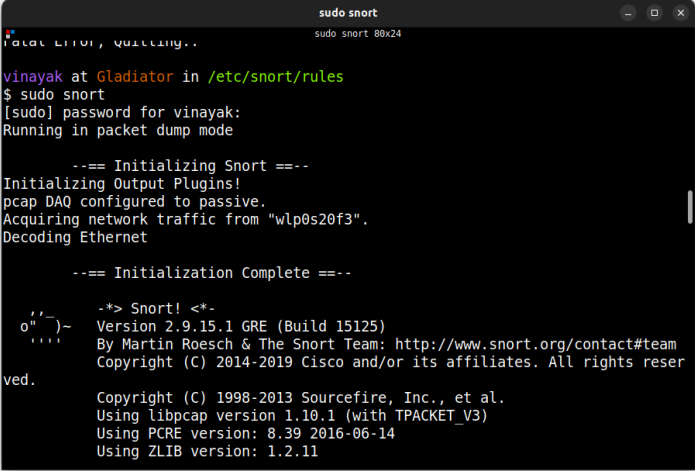 sudo snort
sudo snort 80x24
Fatal Error, Quitting..
vinayak at Gladiator in /etc/snort/rules
$ sudo snort
[sudo] password for vinayak:
Running in packet dump mode
--== Initializing Snort ==--
Initializing Output Plugins!
pcap DAQ configured to passive.
Acquiring network traffic from "wlp0s20f3".
Decoding Ethernet
--== Initialization Complete ==--
,,_     -*> Snort! <*-
o"  )~   Version 2.9.15.1 GRE (Build 15125)
''''    By Martin Roesch & The Snort Team: http://www.snort.org/contact#team
Copyright (C) 2014-2019 Cisco and/or its affiliates. All rights reser
ved.
Copyright (C) 1998-2013 Sourcefire, Inc., et al.
Using libpcap version 1.10.1 (with TPACKET_V3)
Using PCRE version: 8.39 2016-06-14
Using ZLIB version: 1.2.11